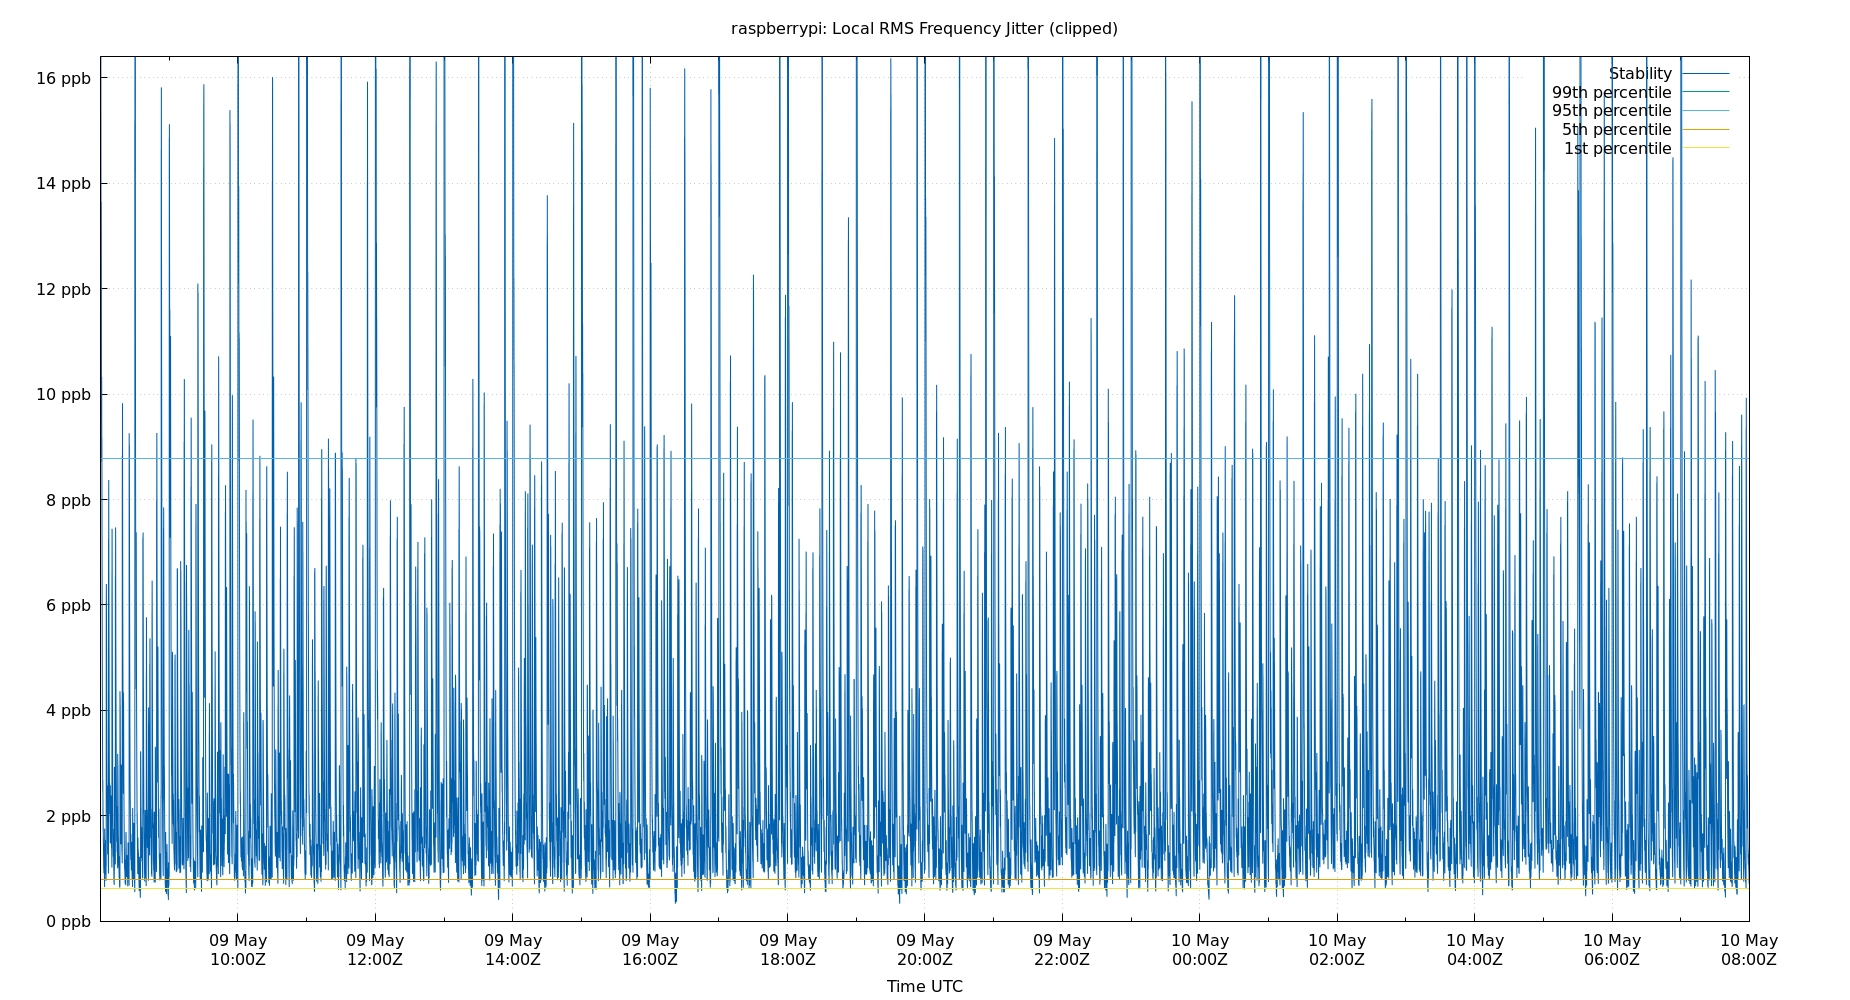 raspberrypi: Local RMS Frequency Jitter (clipped)
16 ppb
14 ppb
12 ppb
10 ppb
8 ppb
6 ppb
4 ppb
2 ppb
0 ppb
Stability
99th percentile
95th percentile
5th percentile
1st percentile
09 May 09 May 09 May 09 May 09 May 09 May 09 May 10 May 10 May 10 May 10 May 10 May
10:00Z 12:00Z 14:00Z 16:00Z 18:00Z 20:00Z 22:00Z 00:00Z 02:00Z 04:00Z 06:00Z 08:00Z
Time UTC